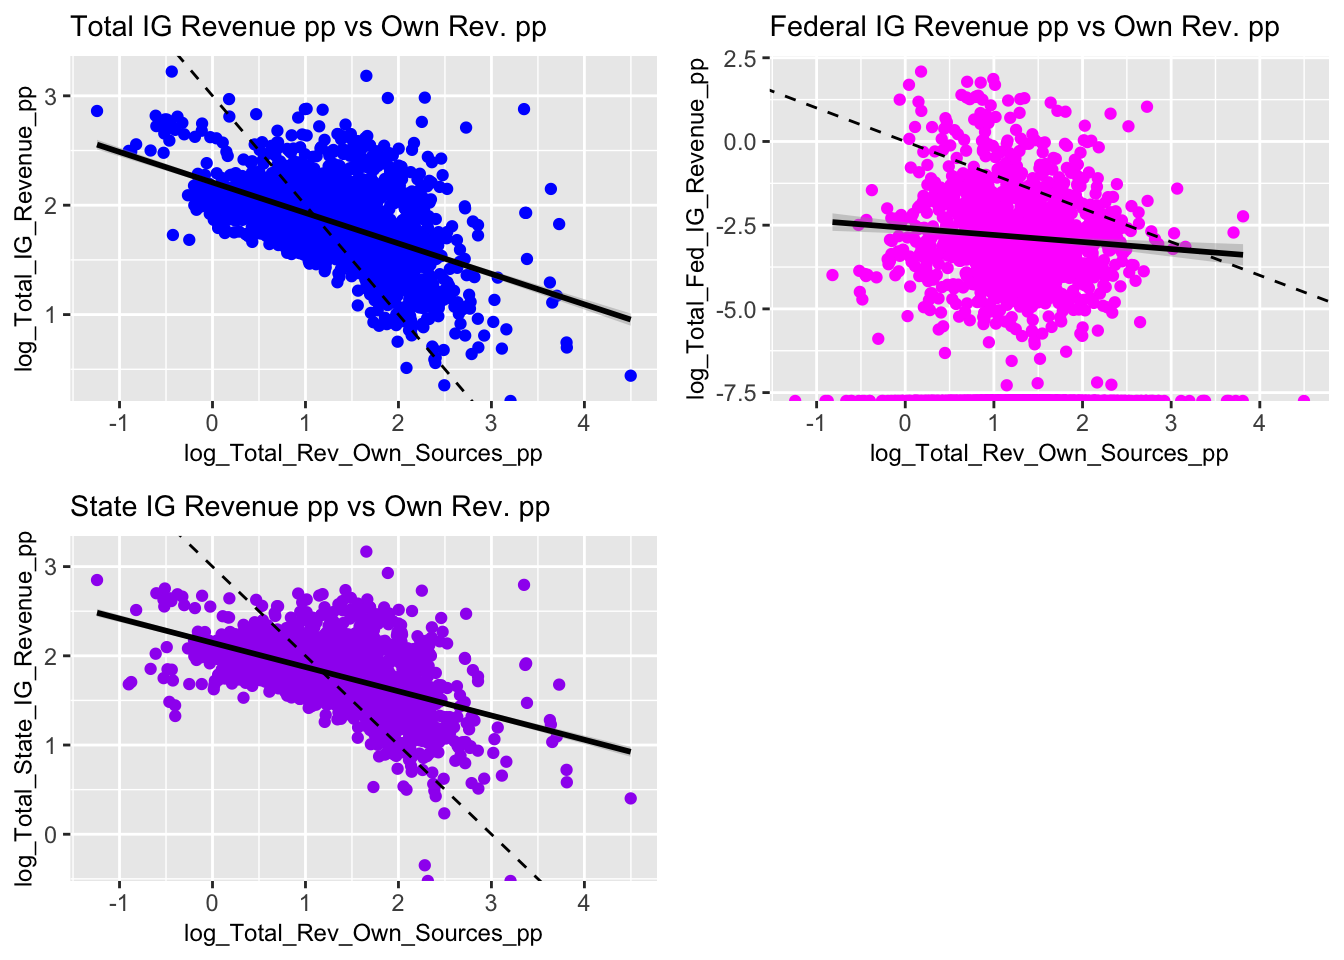 Total IG Revenue pp vs Own Rev. pp
log_Total_IG_Revenue_pp
3
2
1
-1 0 1 2 3 4
log_Total_Rev_Own_Sources_pp
Federal IG Revenue pp vs Own Rev. pp
log_Total_Fed_IG_Revenue_pp
2.5
0.0
-2.5
-5.0
-7.5
-1 0 1 2 3 4
log_Total_Rev_Own_Sources_pp
State IG Revenue pp vs Own Rev. pp
log_Total_State_IG_Revenue_pp
3
2
1
0
-1 0 1 2 3 4
log_Total_Rev_Own_Sources_pp